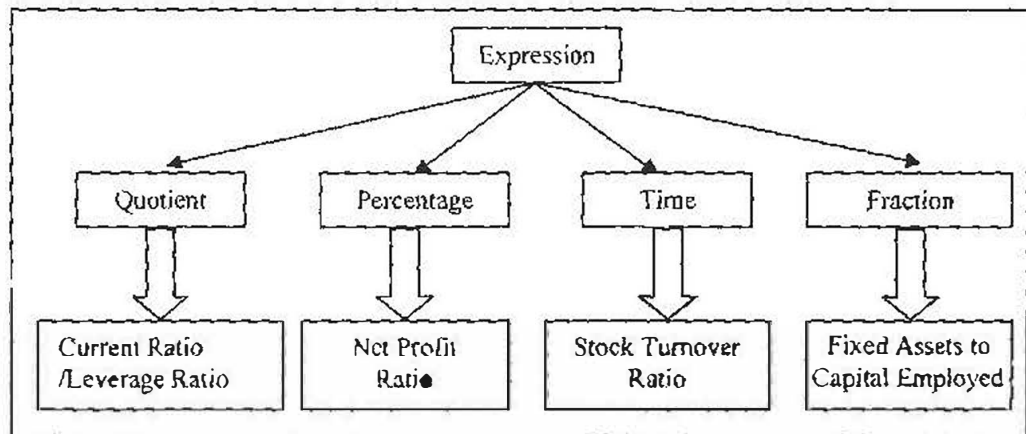 Expression
Quotient
Percentage
Time
Fraction
Current Ratio
/Leverage Ratio
Net Profit
Ratio
Stock Turnover
Ratio
Fixed Assets to
Capital Employed